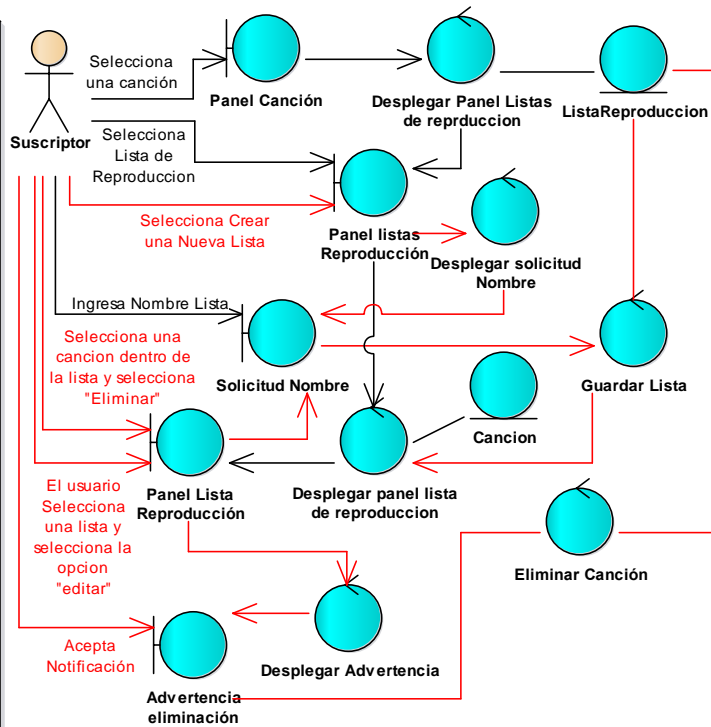 Selecciona
una canción
Panel Canción
Desplegar Panel Listas
de reprduccion
ListaReproduccion
Suscriptor
Selecciona
Lista de
Reproduccion
Selecciona Crear
una Nueva Lista
Panel listas
Reproducción
Desplegar solicitud
Nombre
Ingresa Nombre Lista
Selecciona una
cancion dentro de
la lista y selecciona
"Eliminar"
Solicitud Nombre
Guardar Lista
Cancion
Panel Lista
Reproducción
Desplegar panel lista
de reproduccion
El usuario
Selecciona
una lista y
selecciona la
opcion
"editar"
Eliminar Canción
Acepta
Notificación
Desplegar Advertencia
Advertencia
eliminación